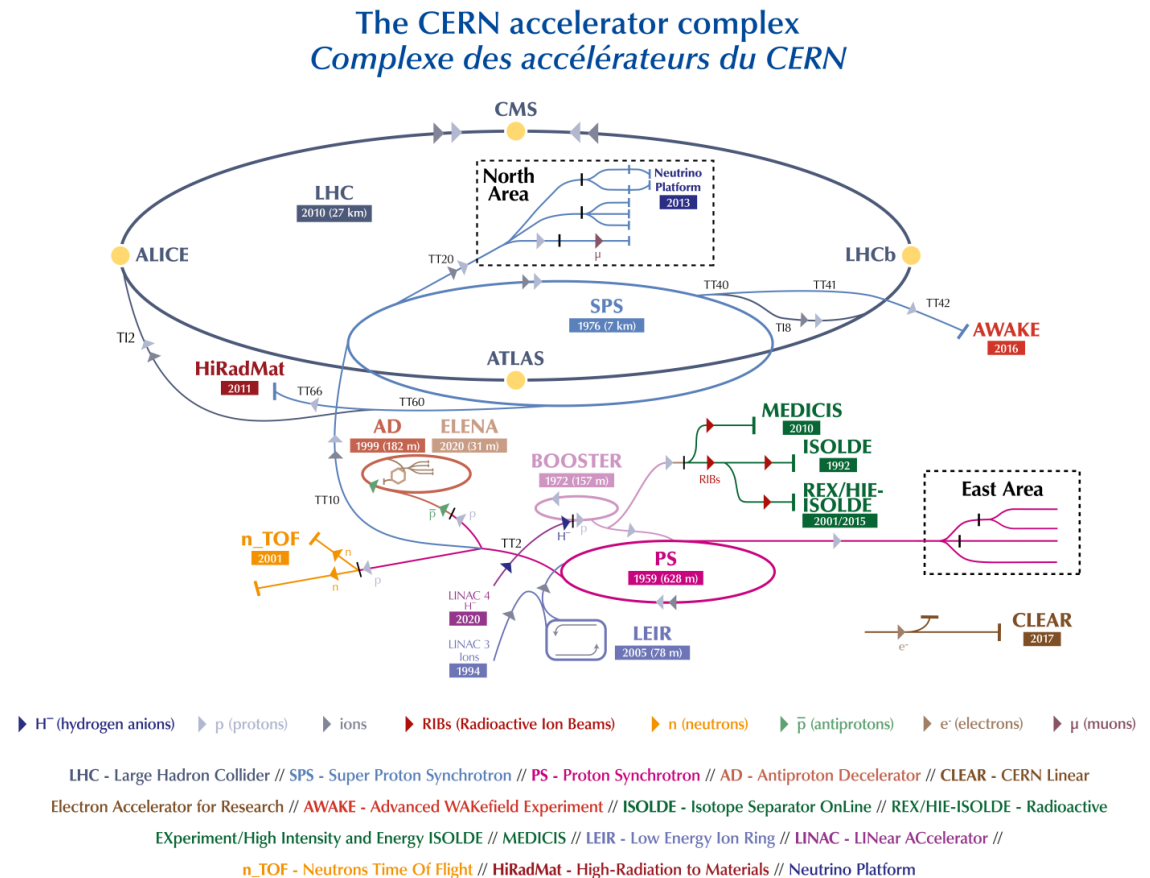 The CERN accelerator complex
Complexe des accélérateurs du CERN
CMS
North
Area
Neutrino
Platform
2013
LHC
2010 (27 km)
μ
ALICE
LHCb
TT20
TT40
TT41
TT42
SPS
1976 (7 km)
TI8
AWAKE
2016
TI2
ATLAS
HiRadMat
2011
TT66
TT60
AD
1999 (182 m)
ELENA
2020 (31 m)
MEDICIS
2010
BOOSTER
1972 (157 m)
ISOLDE
1992
RIBs
REX/HIE-
ISOLDE
2001/2015
East Area
TT10
p̅
p
H⁻
p
n_TOF
2001
n
n
p
TT2
PS
1959 (628 m)
LINAC 4
H⁻
2020
LINAC 3
Ions
1994
LEIR
2005 (78 m)
CLEAR
2017
e⁻
H⁻ (hydrogen anions)
p (protons)
ions
RIBs (Radioactive Ion Beams)
n (neutrons)
p̅ (antiprotons)
e⁻ (electrons)
μ (muons)
LHC - Large Hadron Collider // SPS - Super Proton Synchrotron // PS - Proton Synchrotron // AD - Antiproton Decelerator // CLEAR - CERN Linear
Electron Accelerator for Research // AWAKE - Advanced WAKefield Experiment // ISOLDE - Isotope Separator OnLine // REX/HIE-ISOLDE - Radioactive
EXperiment/High Intensity and Energy ISOLDE // MEDICIS // LEIR - Low Energy Ion Ring // LINAC - LINear ACcelerator //
n_TOF - Neutrons Time Of Flight // HiRadMat - High-Radiation to Materials // Neutrino Platform